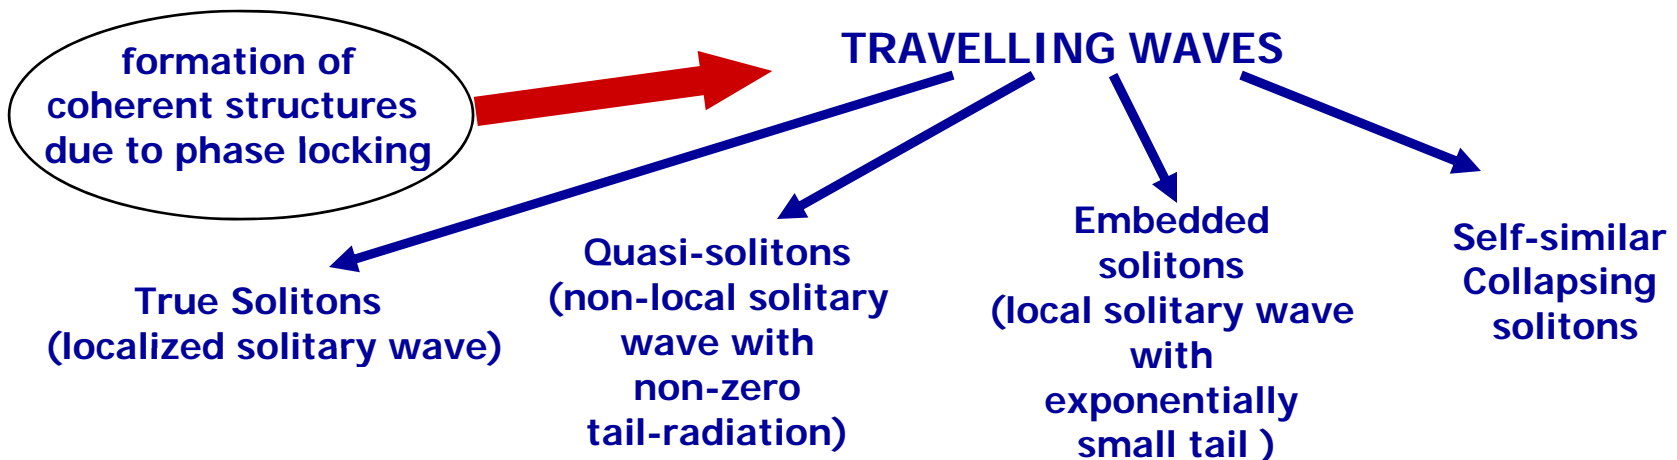 formation of
coherent structures
due to phase locking
TRAVELLING WAVES
True Solitons
(localized solitary wave)
Quasi-solitons
(non-local solitary
wave with
non-zero
tail-radiation)
Embedded
solitons
(local solitary wave
with
exponentially
small tail )
Self-similar
Collapsing
solitons